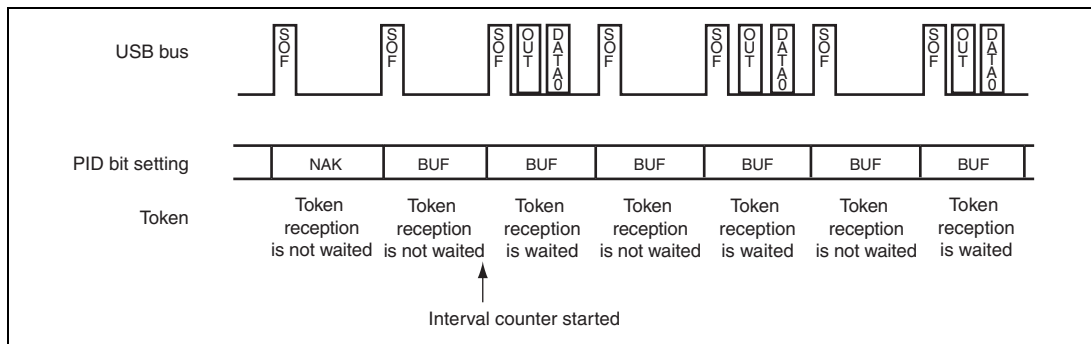 USB bus
SOF SOF SOF OUT DATA0 SOF SOF OUT DATA0 SOF SOF OUT DATA0
PID bit setting
NAK BUF BUF BUF BUF BUF BUF
Token
Token reception is not waited
Token reception is not waited
Token reception is waited
Token reception is not waited
Token reception is waited
Token reception is not waited
Token reception is waited
Interval counter started